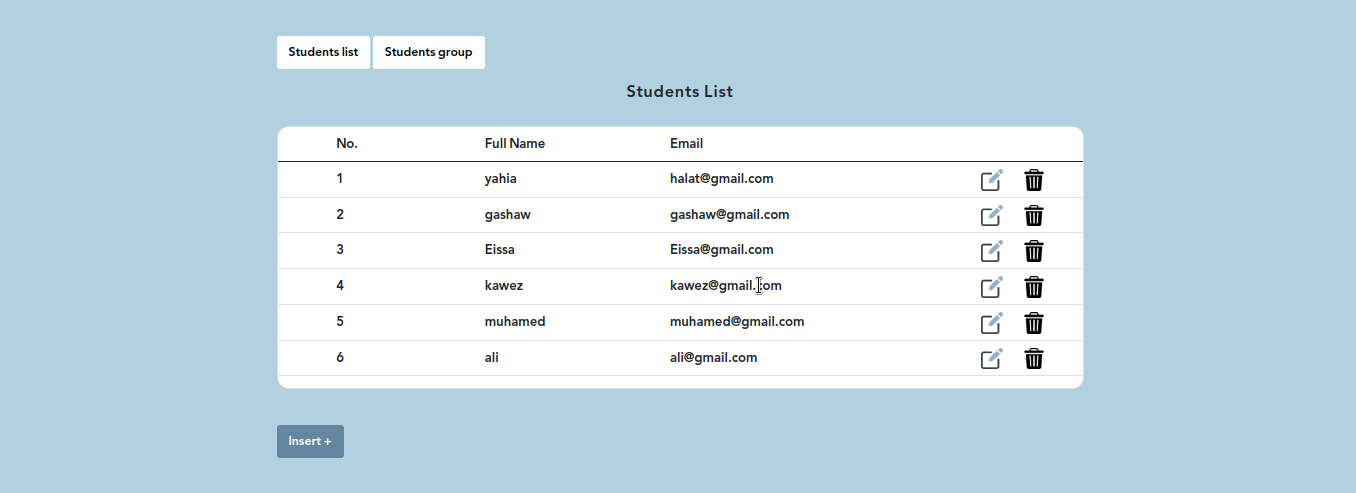 Students list Students group
Students List
No. Full Name Email
1 yahia halat@gmail.com
2 gashaw gashaw@gmail.com
3 Eissa Eissa@gmail.com
4 kawez kawez@gmail.com
5 muhamed muhamed@gmail.com
6 ali ali@gmail.com
Insert +